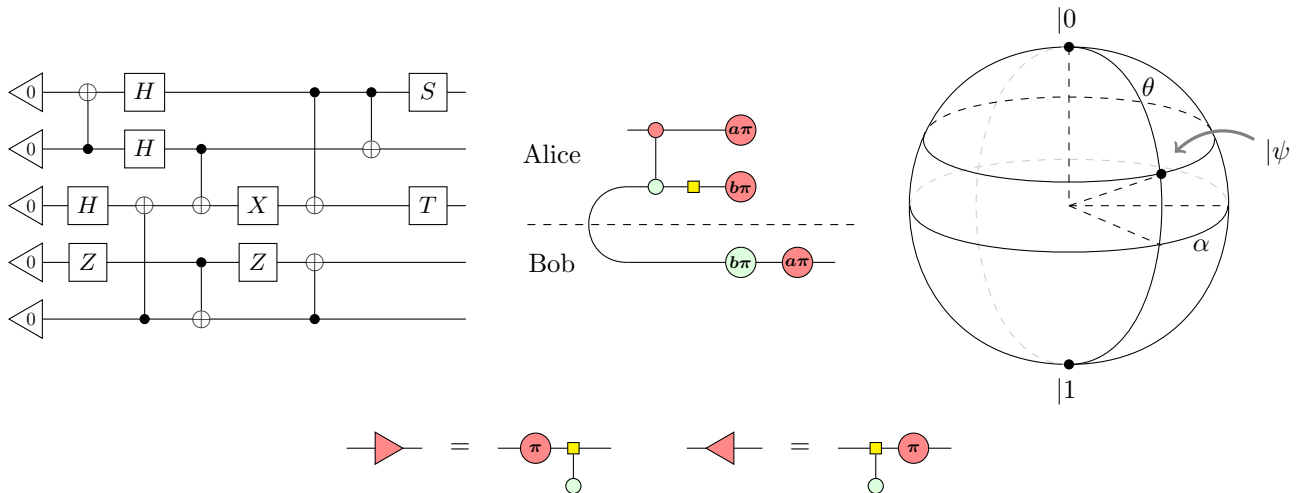 |0
0 H S
θ
aπ
Alice
0 H
|ψ
bπ
0 H X T
α
Bob
bπ aπ
0 Z Z
0
|1
π = = π